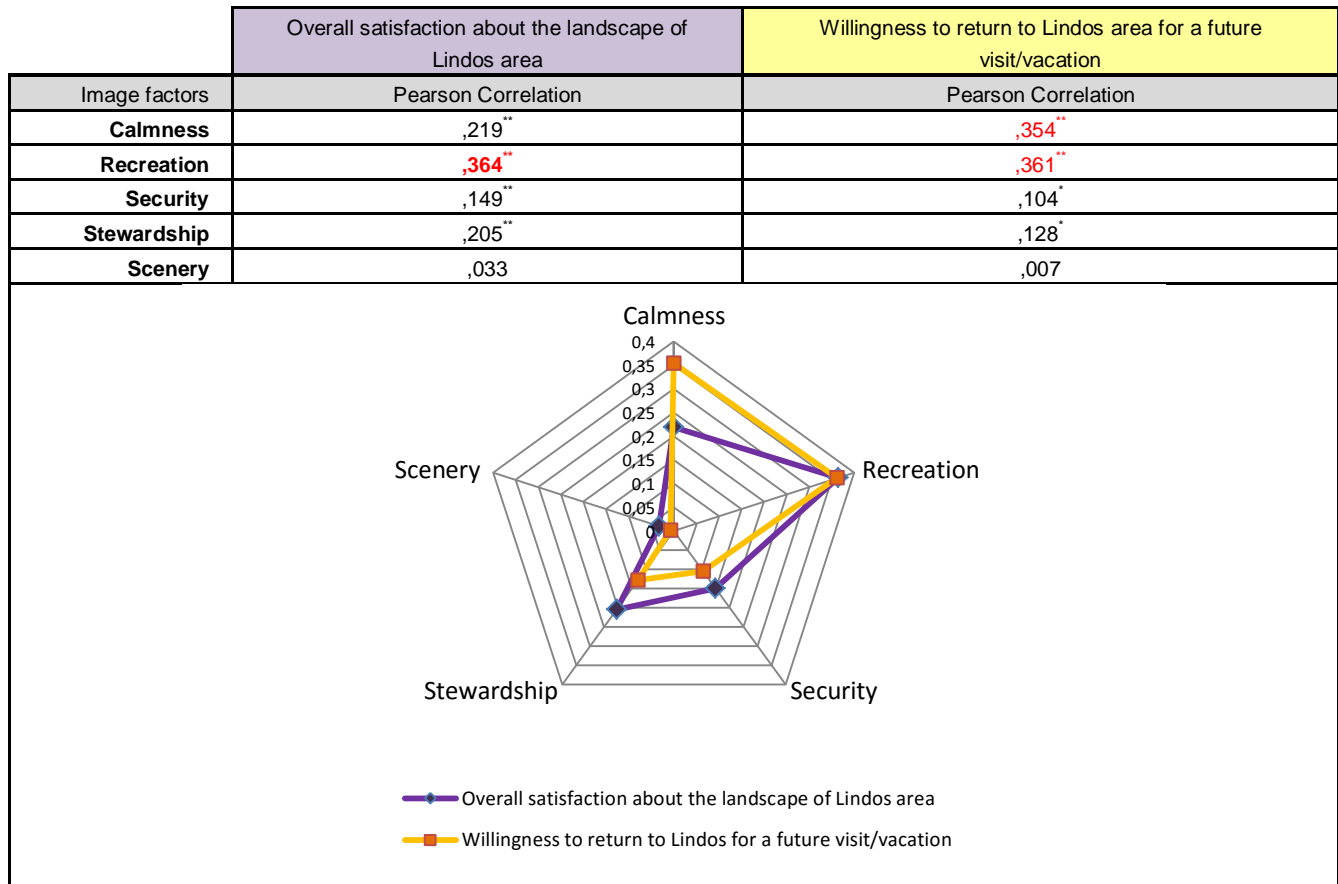 Overall satisfaction about the landscape of
Lindos area
Willingness to return to Lindos area for a future
visit/vacation
Image factors
Pearson Correlation
Pearson Correlation
Calmness
,219**
,354**
Recreation
,364**
,361**
Security
,149**
,104*
Stewardship
,205**
,128*
Scenery
,033
,007
Calmness
0,4
0,35
0,3
0,25
0,2
0,15
0,1
0,05
0
Scenery
Recreation
Stewardship
Security
Overall satisfaction about the landscape of Lindos area
Willingness to return to Lindos for a future visit/vacation